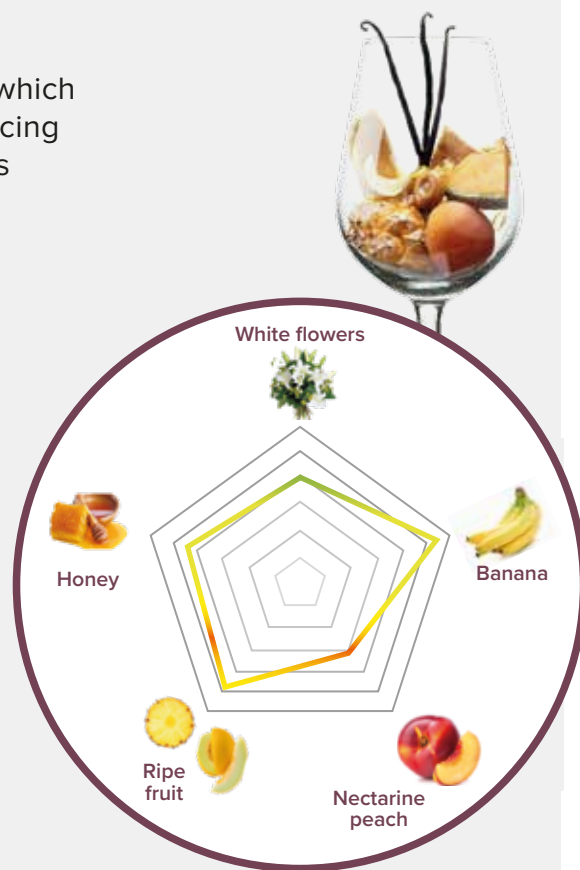 which
cing
s
White flowers
Honey
Banana
Ripe
fruit
Nectarine
peach